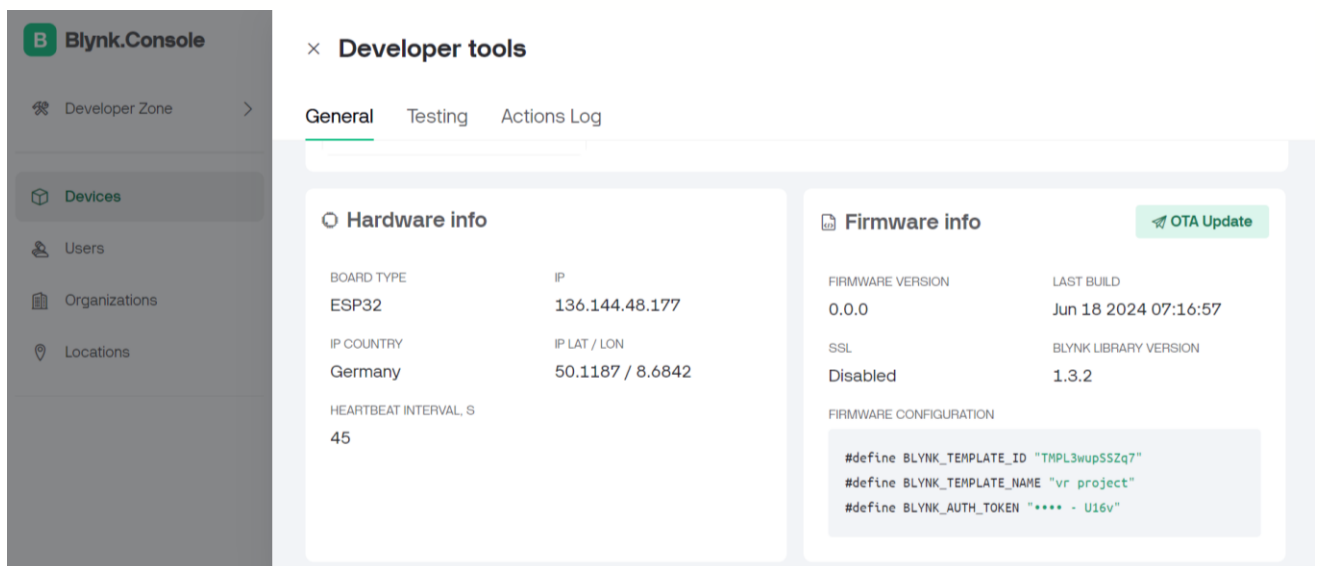 B Blynk.Console
Developer Zone
Devices
Users
Organizations
Locations
× Developer tools
General Testing Actions Log
Hardware info
BOARD TYPE IP
ESP32 136.144.48.177
IP COUNTRY IP LAT / LON
Germany 50.1187 / 8.6842
HEARTBEAT INTERVAL, S
45
Firmware info OTA Update
FIRMWARE VERSION LAST BUILD
0.0.0 Jun 18 2024 07:16:57
SSL BLYNK LIBRARY VERSION
Disabled 1.3.2
FIRMWARE CONFIGURATION
#define BLYNK_TEMPLATE_ID "TMPL3wupSSZq7"
#define BLYNK_TEMPLATE_NAME "vr project"
#define BLYNK_AUTH_TOKEN "•••• - U16v"